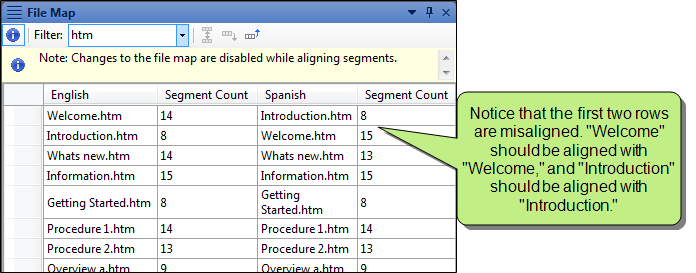 File Map
Filter: htm
Note: Changes to the file map are disabled while aligning segments.
English Segment Count Spanish Segment Count
Welcome.htm 14 Introduction.htm 8
Introduction.htm 8 Welcome.htm 15
Whats new.htm 14 Whats new.htm 13
Information.htm 15 Information.htm 15
Getting Started.htm 8 Getting
Started.htm 8
Procedure 1.htm 14 Procedure 1.htm 14
Procedure 2.htm 13 Procedure 2.htm 13
Overview a.htm 9 Overview a.htm 9
Notice that the first two rows
are misaligned. "Welcome"
should be aligned with
"Welcome," and "Introduction"
should be aligned with
"Introduction."